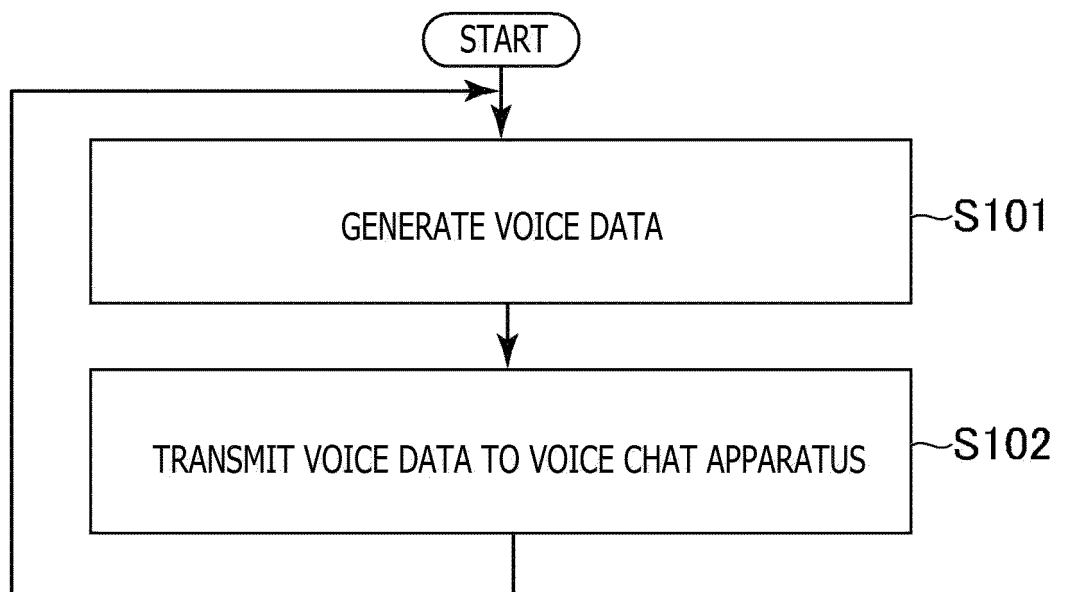 START
GENERATE VOICE DATA
S101
TRANSMIT VOICE DATA TO VOICE CHAT APPARATUS
S102